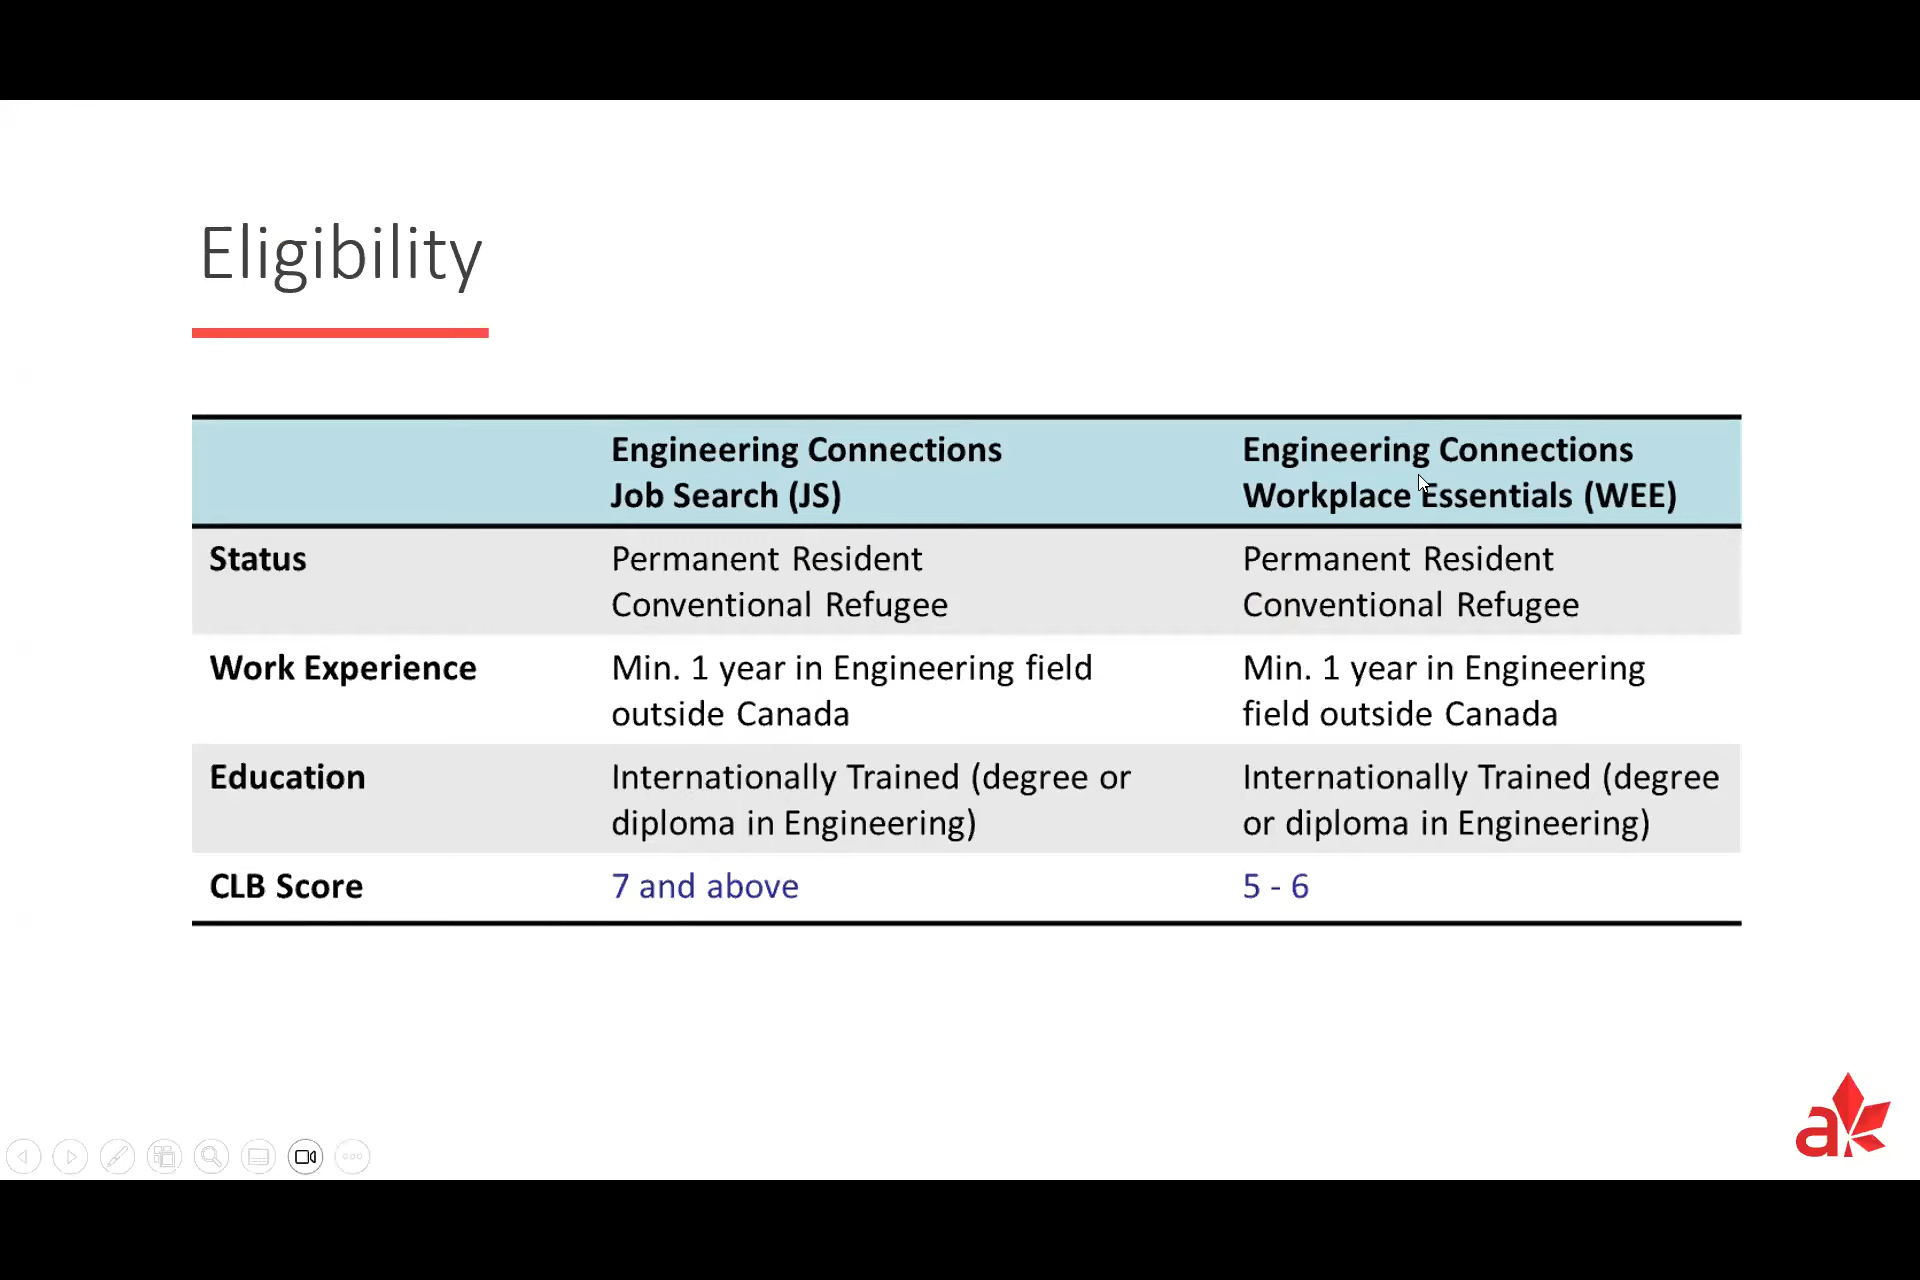 Eligibility
Engineering Connections
Job Search (JS)
Engineering Connections
Workplace Essentials (WEE)
Status
Permanent Resident
Conventional Refugee
Permanent Resident
Conventional Refugee
Work Experience
Min. 1 year in Engineering field
outside Canada
Min. 1 year in Engineering
field outside Canada
Education
Internationally Trained (degree or
diploma in Engineering)
Internationally Trained (degree
or diploma in Engineering)
CLB Score
7 and above
5 - 6
a